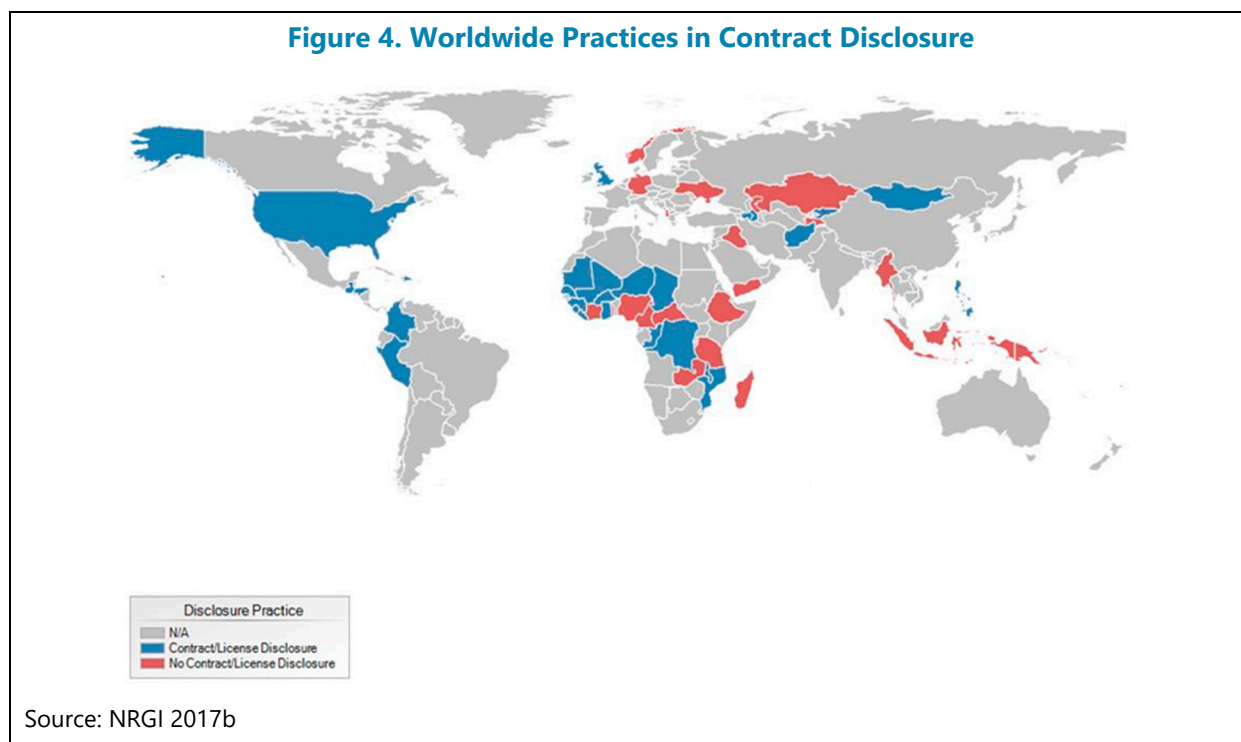 Figure 4. Worldwide Practices in Contract Disclosure
Disclosure Practice
N/A
Contract/License Disclosure
No Contract/License Disclosure
Source: NRGI 2017b